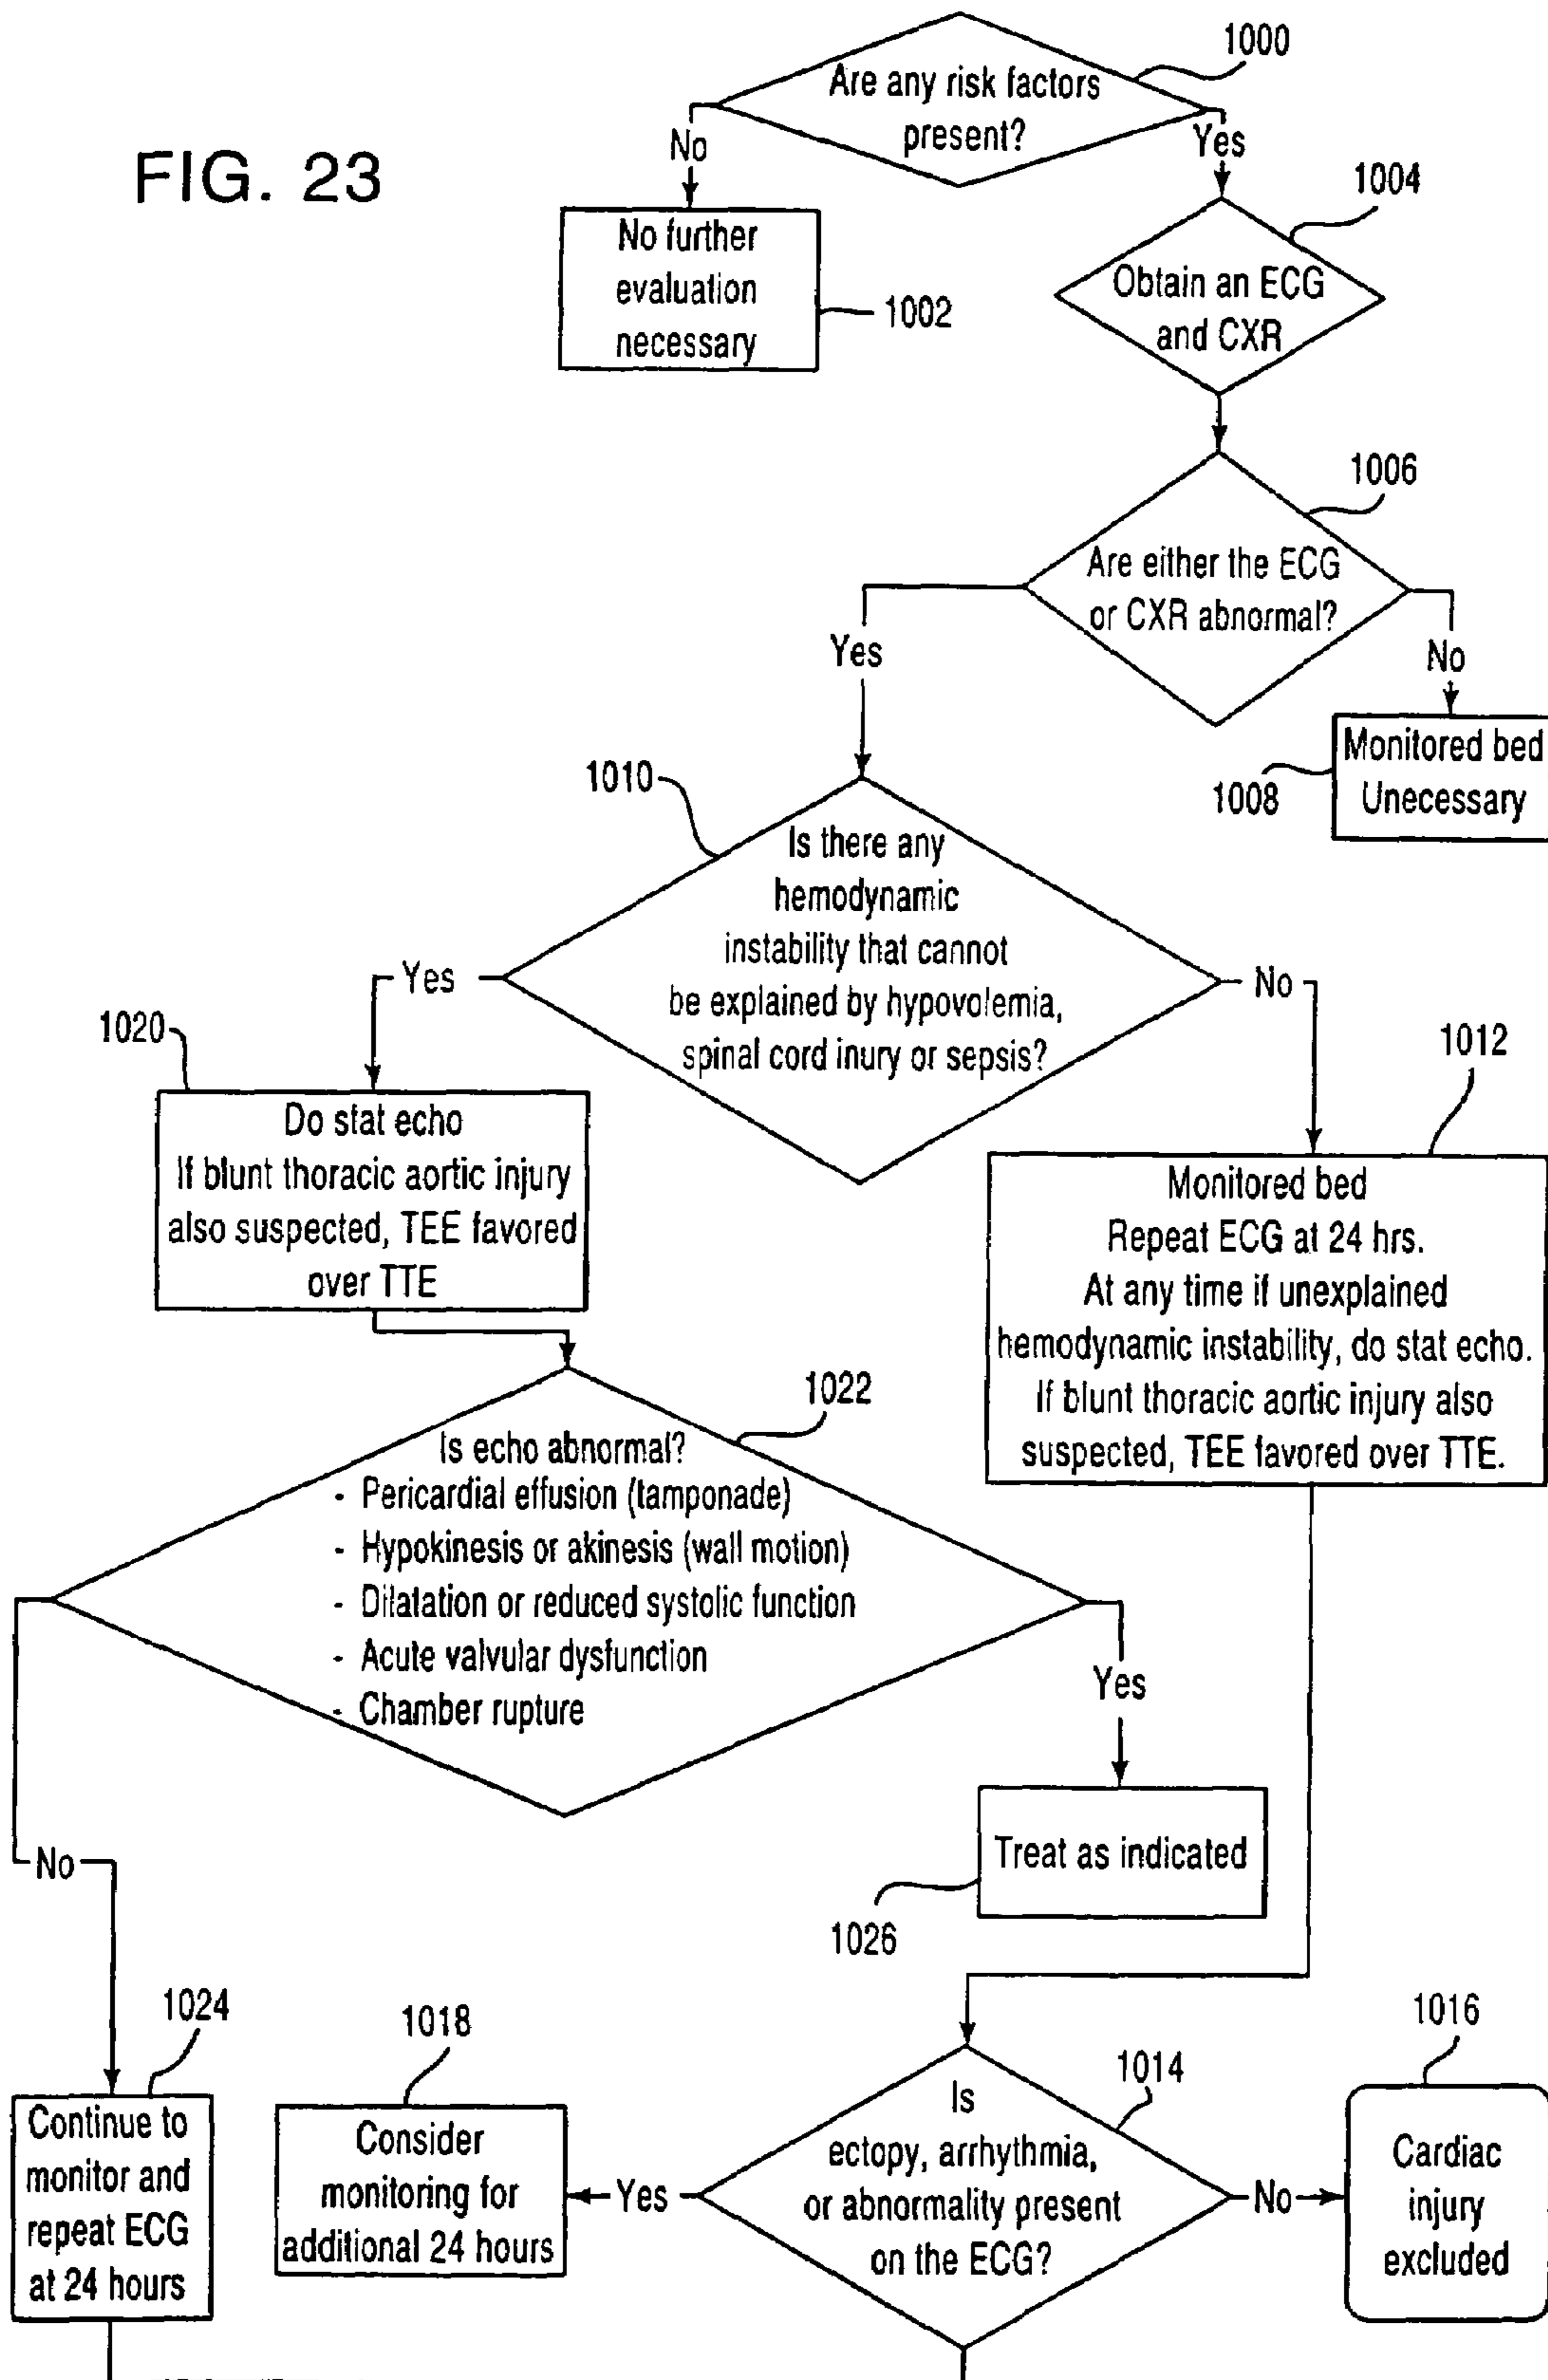 FIG. 23
1000
Are any risk factors
present?
No
Yes
1004
No further
evaluation
necessary
1002
Obtain an ECG
and CXR
1006
Are either the ECG
or CXR abnormal?
Yes
No
Monitored bed
Unecessary
1008
1010
Is there any
hemodynamic
instability that cannot
be explained by hypovolemia,
spinal cord inury or sepsis?
Yes
No
1020
Do stat echo
If blunt thoracic aortic injury
also suspected, TEE favored
over TTE
1012
Monitored bed
Repeat ECG at 24 hrs.
At any time if unexplained
hemodynamic instability, do stat echo.
If blunt thoracic aortic injury also
suspected, TEE favored over TTE.
1022
Is echo abnormal?
- Pericardial effusion (tamponade)
- Hypokinesis or akinesis (wall motion)
- Dilatation or reduced systolic function
- Acute valvular dysfunction
- Chamber rupture
Yes
No
Treat as indicated
1026
1024
Continue to
monitor and
repeat ECG
at 24 hours
1018
Consider
monitoring for
additional 24 hours
Yes
1014
Is
ectopy, arrhythmia,
or abnormality present
on the ECG?
No
1016
Cardiac
injury
excluded